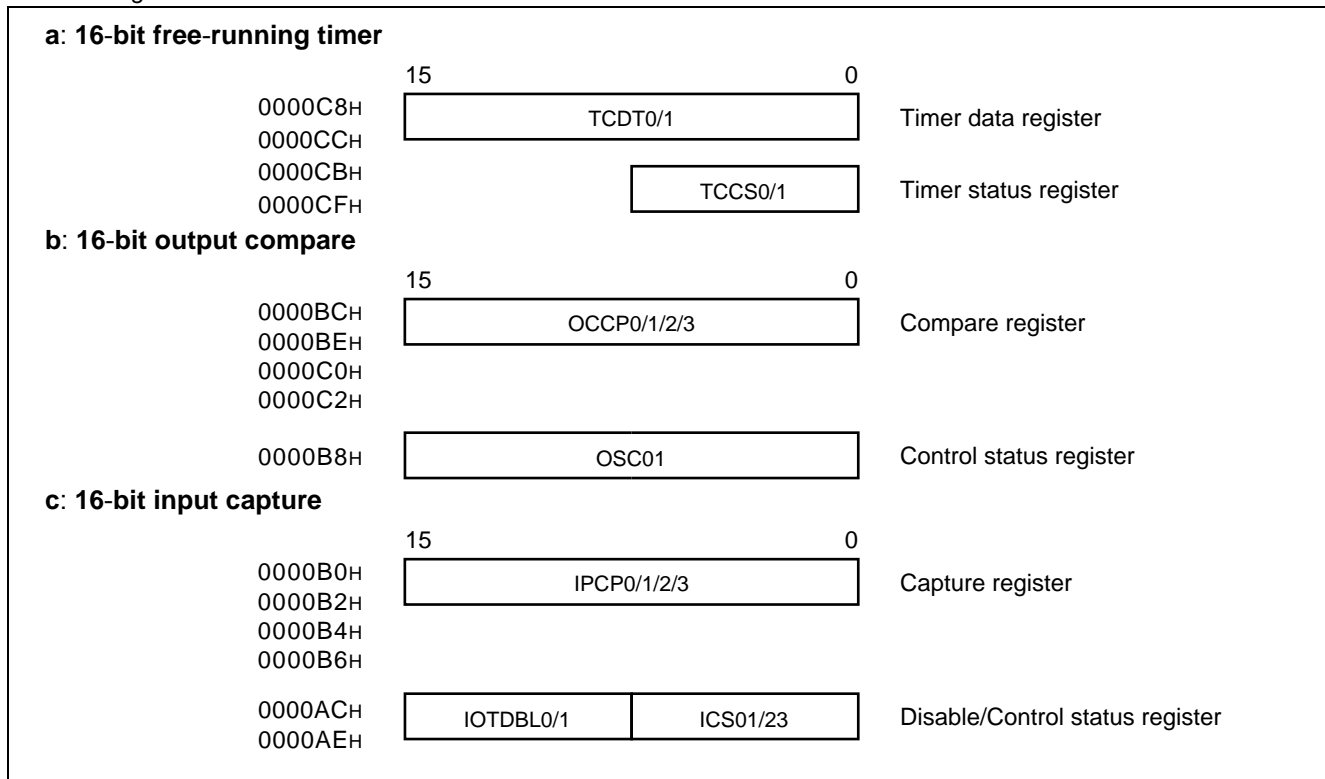 a: 16-bit free-running timer
15 0
0000C8H
TCDT0/1 Timer data register
0000CCH
0000CBH
TCCS0/1 Timer status register
0000CFH
b: 16-bit output compare
15 0
0000BCH
OCCP0/1/2/3 Compare register
0000BEH
0000C0H
0000C2H
0000B8H OSC01 Control status register
c: 16-bit input capture
15 0
0000B0H
IPCP0/1/2/3 Capture register
0000B2H
0000B4H
0000B6H
0000ACH
IOTDBL0/1 ICS01/23 Disable/Control status register
0000AEH